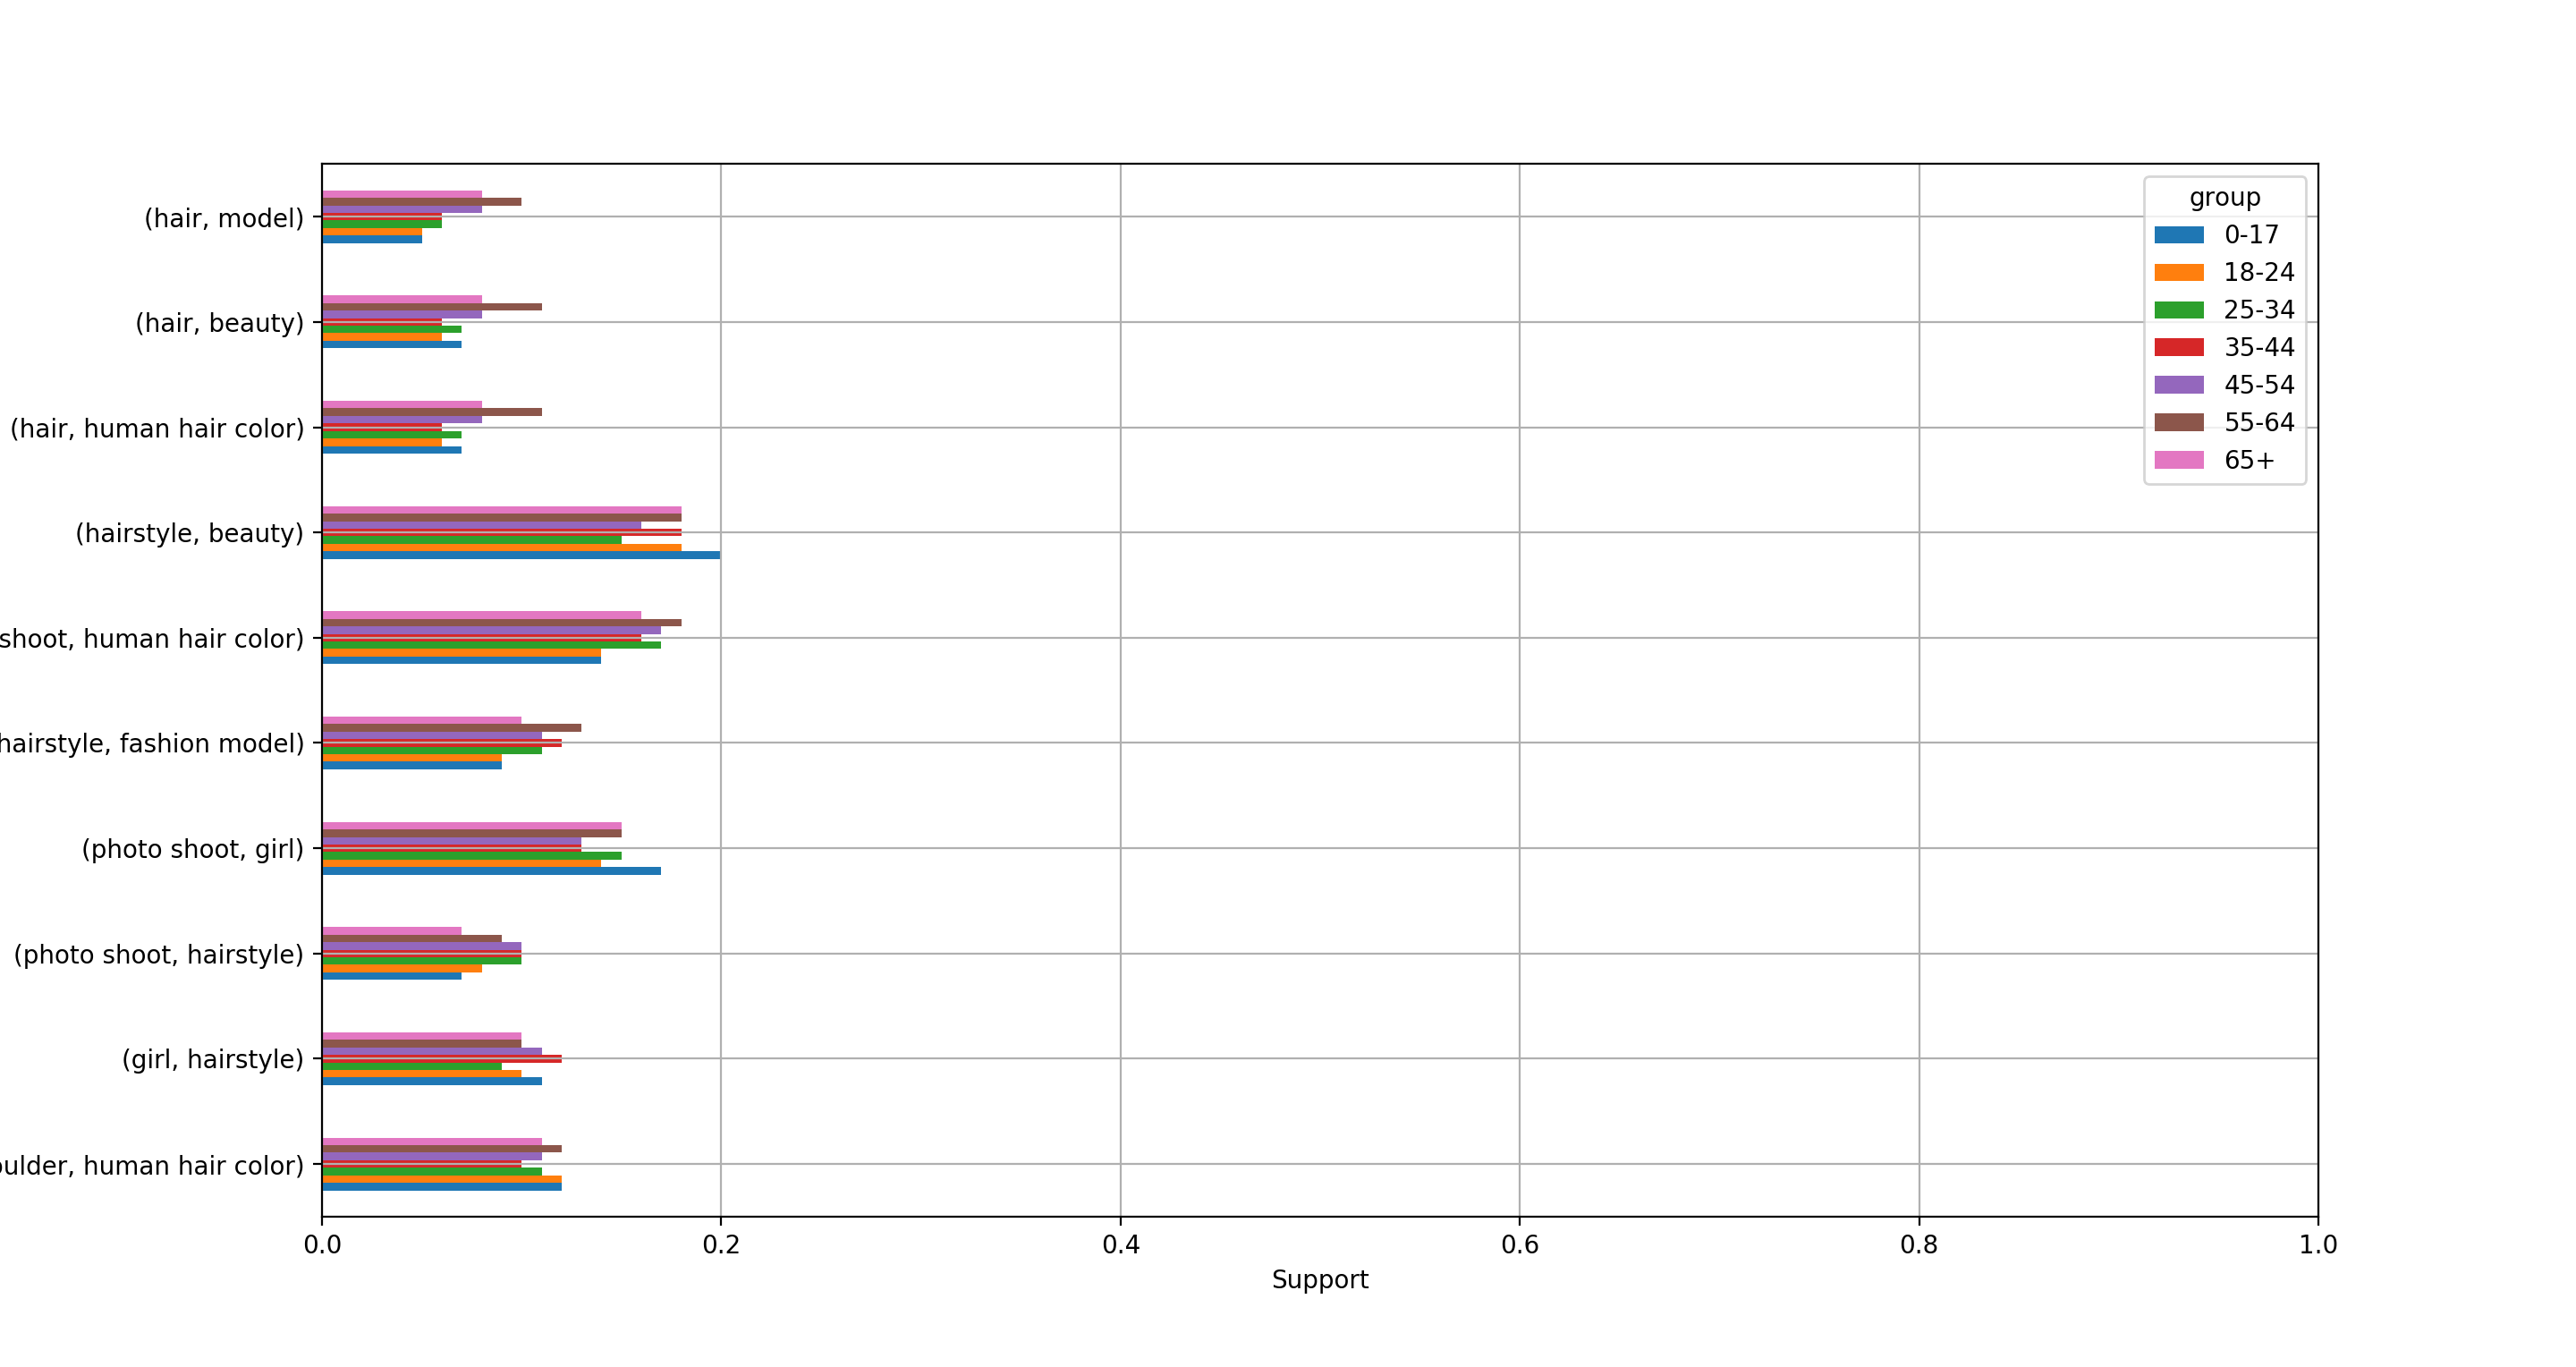 group
0-17
18-24
25-34
35-44
45-54
55-64
65+
(hair, model)
(hair, beauty)
(hair, human hair color)
(hairstyle, beauty)
shoot, human hair color)
hairstyle, fashion model)
(photo shoot, girl)
(photo shoot, hairstyle)
(girl, hairstyle)
human hair color)
0.0 0.2 0.4 0.6 0.8 1.0
Support